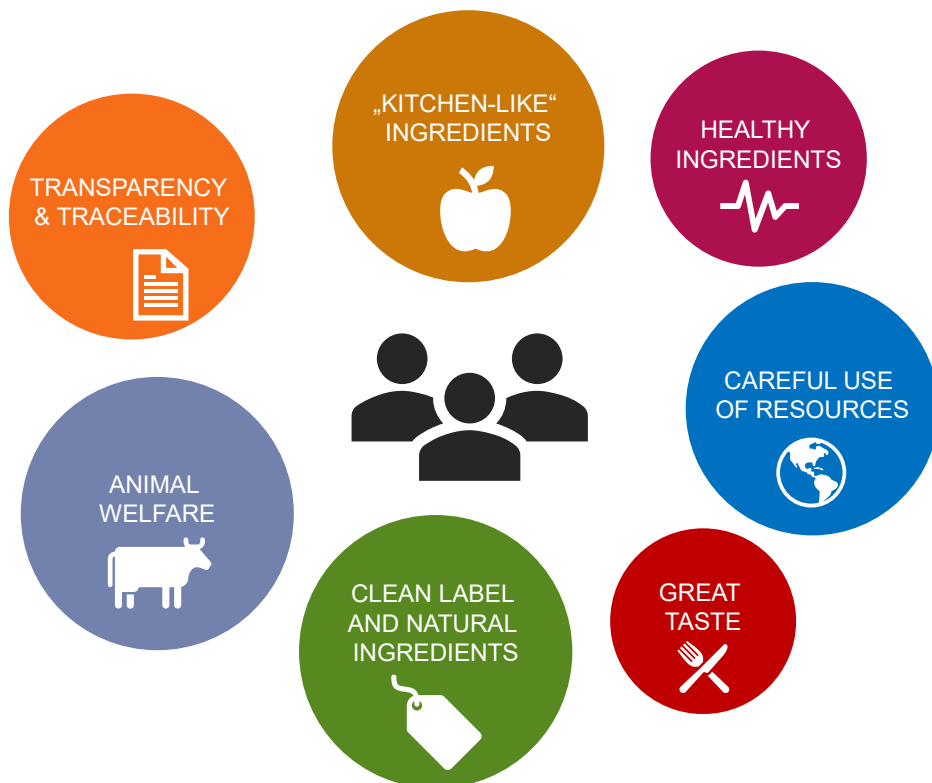 „KITCHEN-LIKE“
INGREDIENTS
HEALTHY
INGREDIENTS
TRANSPARENCY
& TRACEABILITY
CAREFUL USE
OF RESOURCES
ANIMAL
WELFARE
CLEAN LABEL
AND NATURAL
INGREDIENTS
GREAT
TASTE